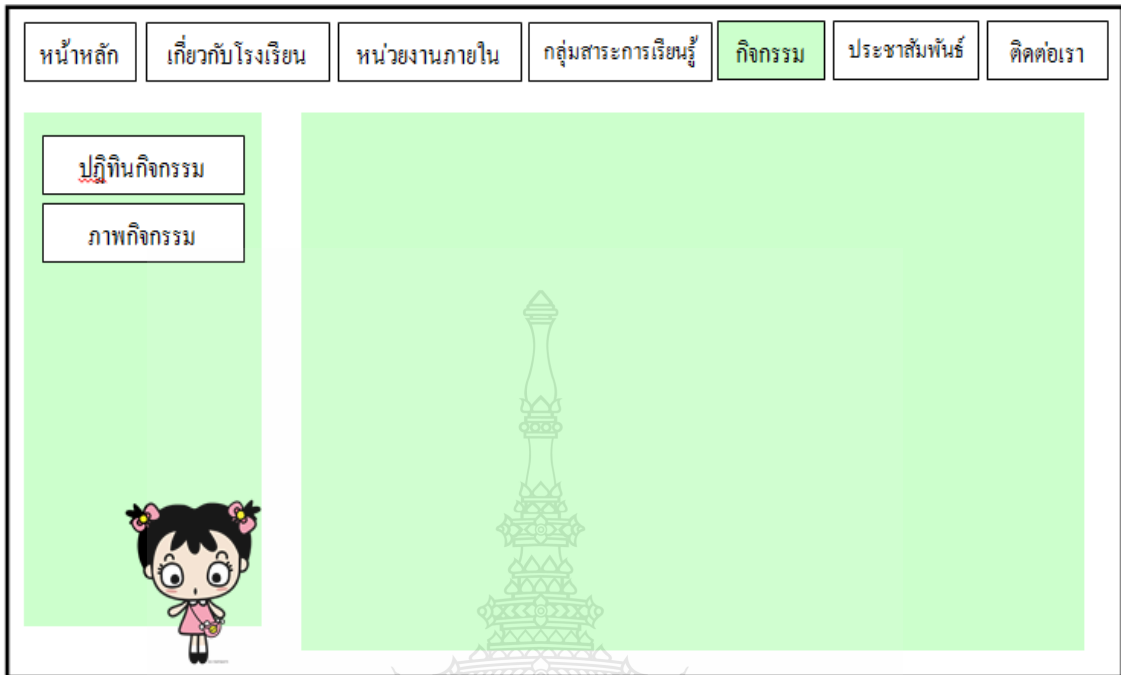 หน้าหลัก เกี่ยวกับโรงเรียน หน่วยงานภายใน กลุ่มสาระการเรียนรู้ กิจกรรม ประชาสัมพันธ์ ติดต่อเรา
ปฏิทินกิจกรรม
ภาพกิจกรรม